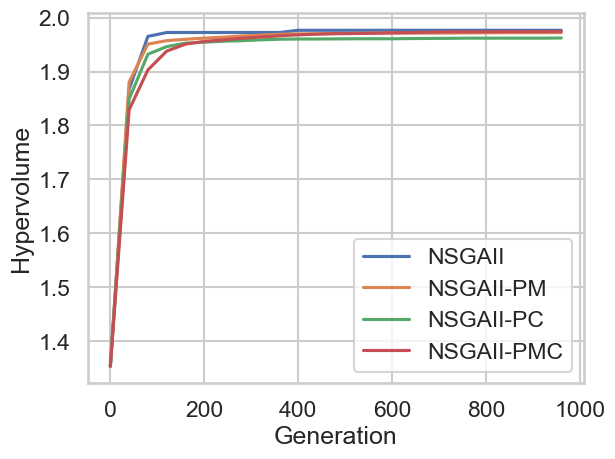 2.0
1.9
1.8
1.7
1.6
1.5
1.4
Hypervolume
NSGAII
NSGAII-PM
NSGAII-PC
NSGAII-PMC
0 200 400 600 800 1000
Generation